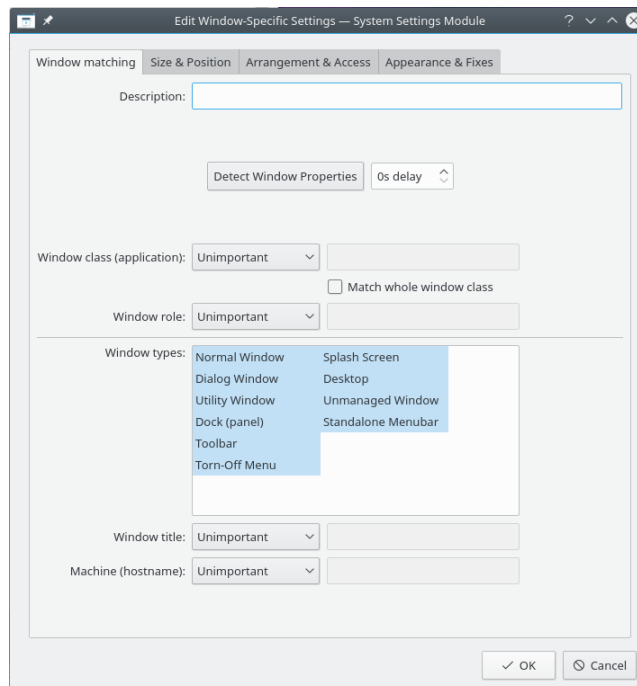 Edit Window-Specific Settings — System Settings Module
Window matching Size & Position Arrangement & Access Appearance & Fixes
Description:
Detect Window Properties 0s delay
Window class (application): Unimportant
Match whole window class
Window role: Unimportant
Window types: Normal Window Splash Screen
Dialog Window Desktop
Utility Window Unmanaged Window
Dock (panel) Standalone Menubar
Toolbar
Torn-Off Menu
Window title: Unimportant
Machine (hostname): Unimportant
OK Cancel